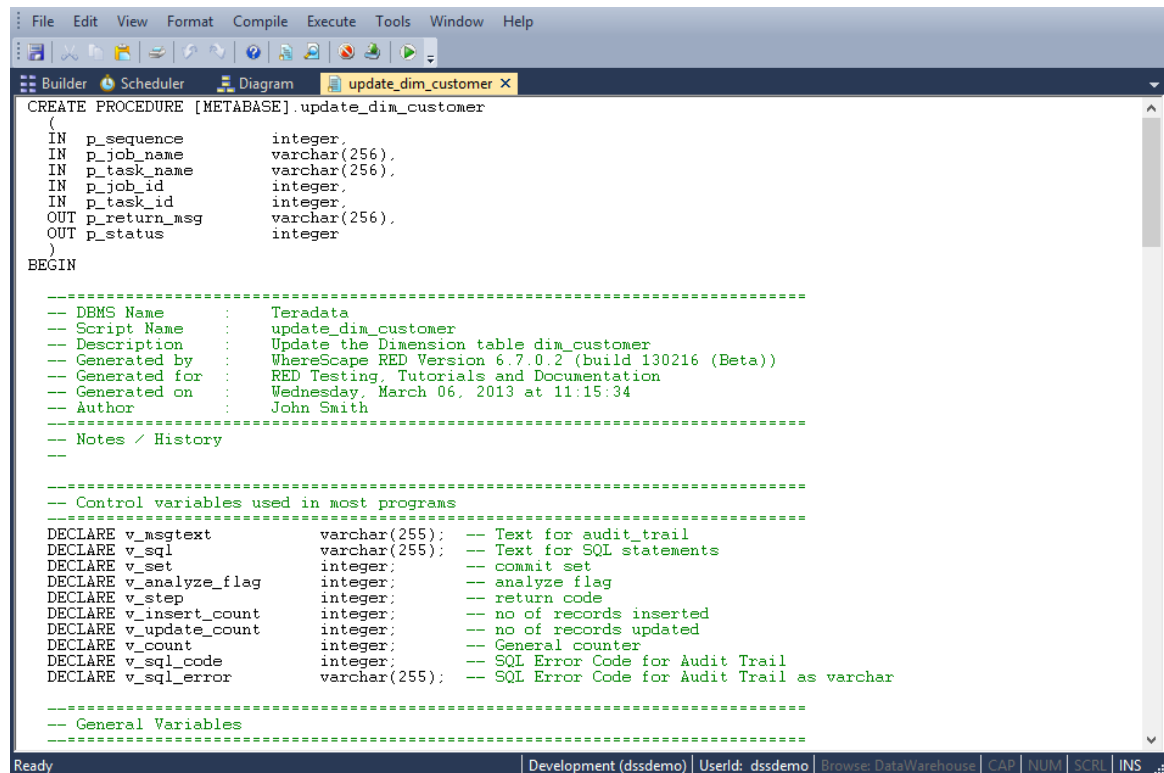 File Edit View Format Compile Execute Tools Window Help
Builder Scheduler Diagram update_dim_customer X
CREATE PROCEDURE [METABASE].update_dim_customer
(
IN p_sequence integer,
IN p_job_name varchar(256),
IN p_task_name varchar(256),
IN p_job_id integer,
IN p_task_id integer,
OUT p_return_msg varchar(256),
OUT p_status integer
)
BEGIN
--==============================================================================
-- DBMS Name : Teradata
-- Script Name : update_dim_customer
-- Description : Update the Dimension table dim_customer
-- Generated by : WhereScape RED Version 6.7.0.2 (build 130216 (Beta))
-- Generated for : RED Testing, Tutorials and Documentation
-- Generated on : Wednesday, March 06, 2013 at 11:15:34
-- Author : John Smith
--==============================================================================
-- Notes / History
--
--==============================================================================
-- Control variables used in most programs
--==============================================================================
DECLARE v_msgtext varchar(255); -- Text for audit_trail
DECLARE v_sql varchar(255); -- Text for SQL statements
DECLARE v_set integer; -- commit set
DECLARE v_analyze_flag integer; -- analyze flag
DECLARE v_step integer; -- return code
DECLARE v_insert_count integer; -- no of records inserted
DECLARE v_update_count integer; -- no of records updated
DECLARE v_count integer; -- General counter
DECLARE v_sql_code integer; -- SQL Error Code for Audit Trail
DECLARE v_sql_error varchar(255); -- SQL Error Code for Audit Trail as varchar
--==============================================================================
-- General Variables
--==============================================================================
Ready Development (dssdemo) UserId: dssdemo Browse: DataWarehouse CAP NUM SCRL INS